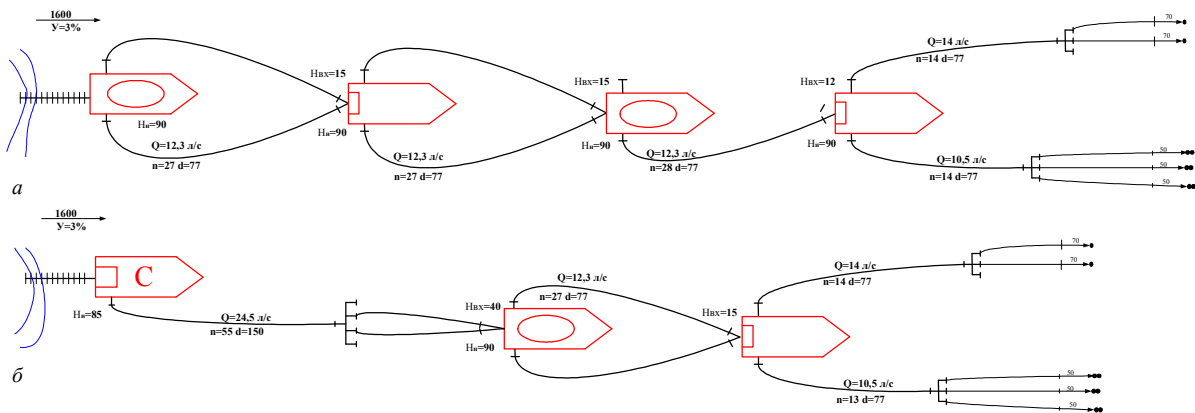 1600
У=3%
Нн=90
Q=12,3 л/с
n=27 d=77
Нвх=15
Нн=90
Q=12,3 л/с
n=27 d=77
Нвх=15
Нн=90
Q=12,3 л/с
n=28 d=77
Нвх=12
Нн=90
Q=14 л/с
n=14 d=77
70
Q=10,5 л/с
n=14 d=77
50
50
а
1600
У=3%
С
Нн=85
Q=24,5 л/с
n=55 d=150
Нвх=40
Нн=90
Q=12,3 л/с
n=27 d=77
Нвх=15
Q=14 л/с
n=14 d=77
70
70
Q=10,5 л/с
n=13 d=77
50
50
50
б